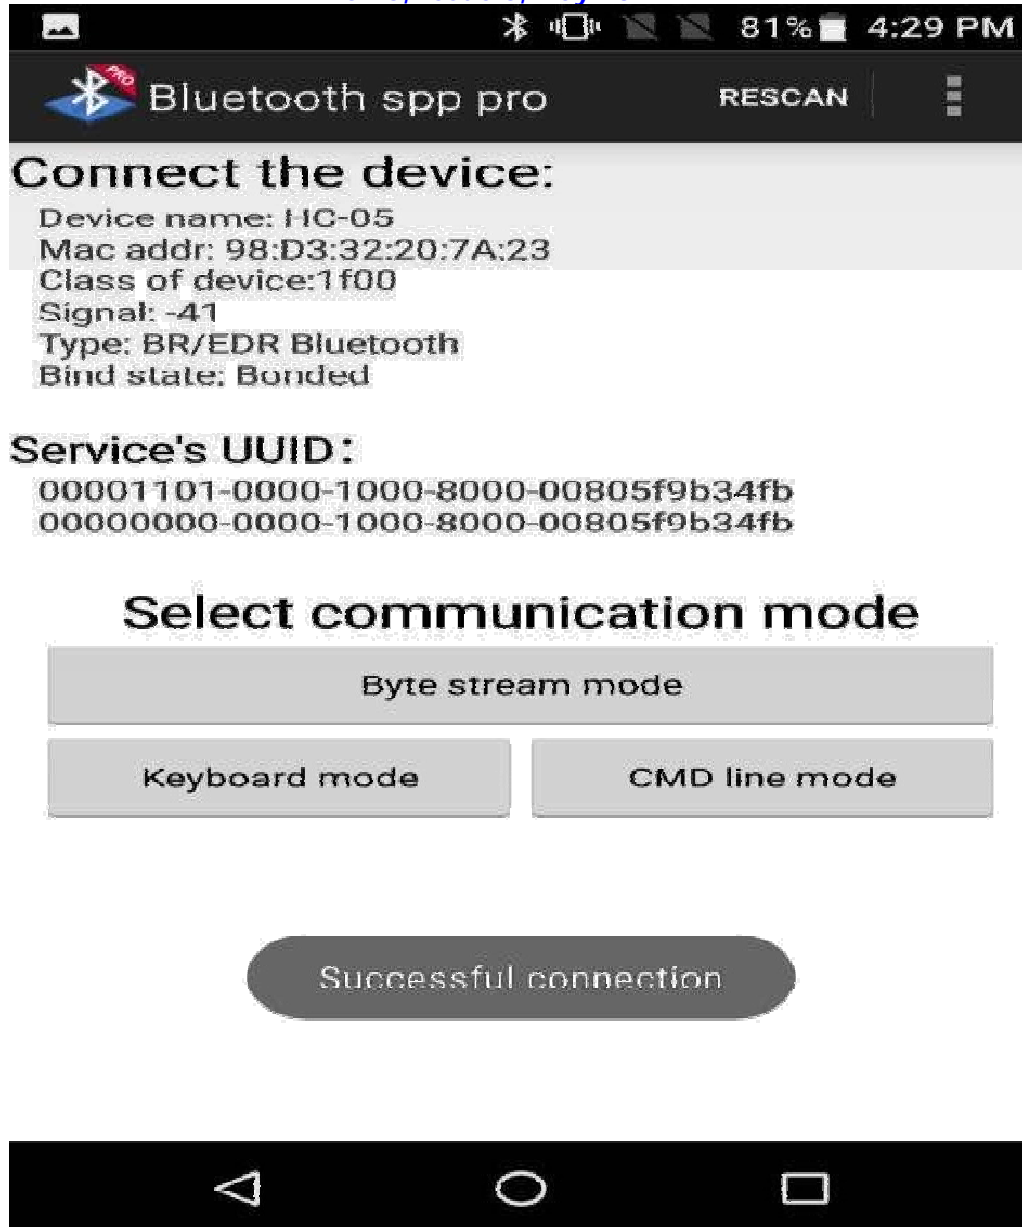 81% 4:29 PM
PRO
Bluetooth spp pro RESCAN
Connect the device:
Device name: HC-05
Mac addr: 98:D3:32:20:7A:23
Class of device:1f00
Signal: -41
Type: BR/EDR Bluetooth
Bind state: Bonded
Service's UUID:
00001101-0000-1000-8000-00805f9b34fb
00000000-0000-1000-8000-00805f9b34fb
Select communication mode
Byte stream mode
Keyboard mode CMD line mode
Successful connection